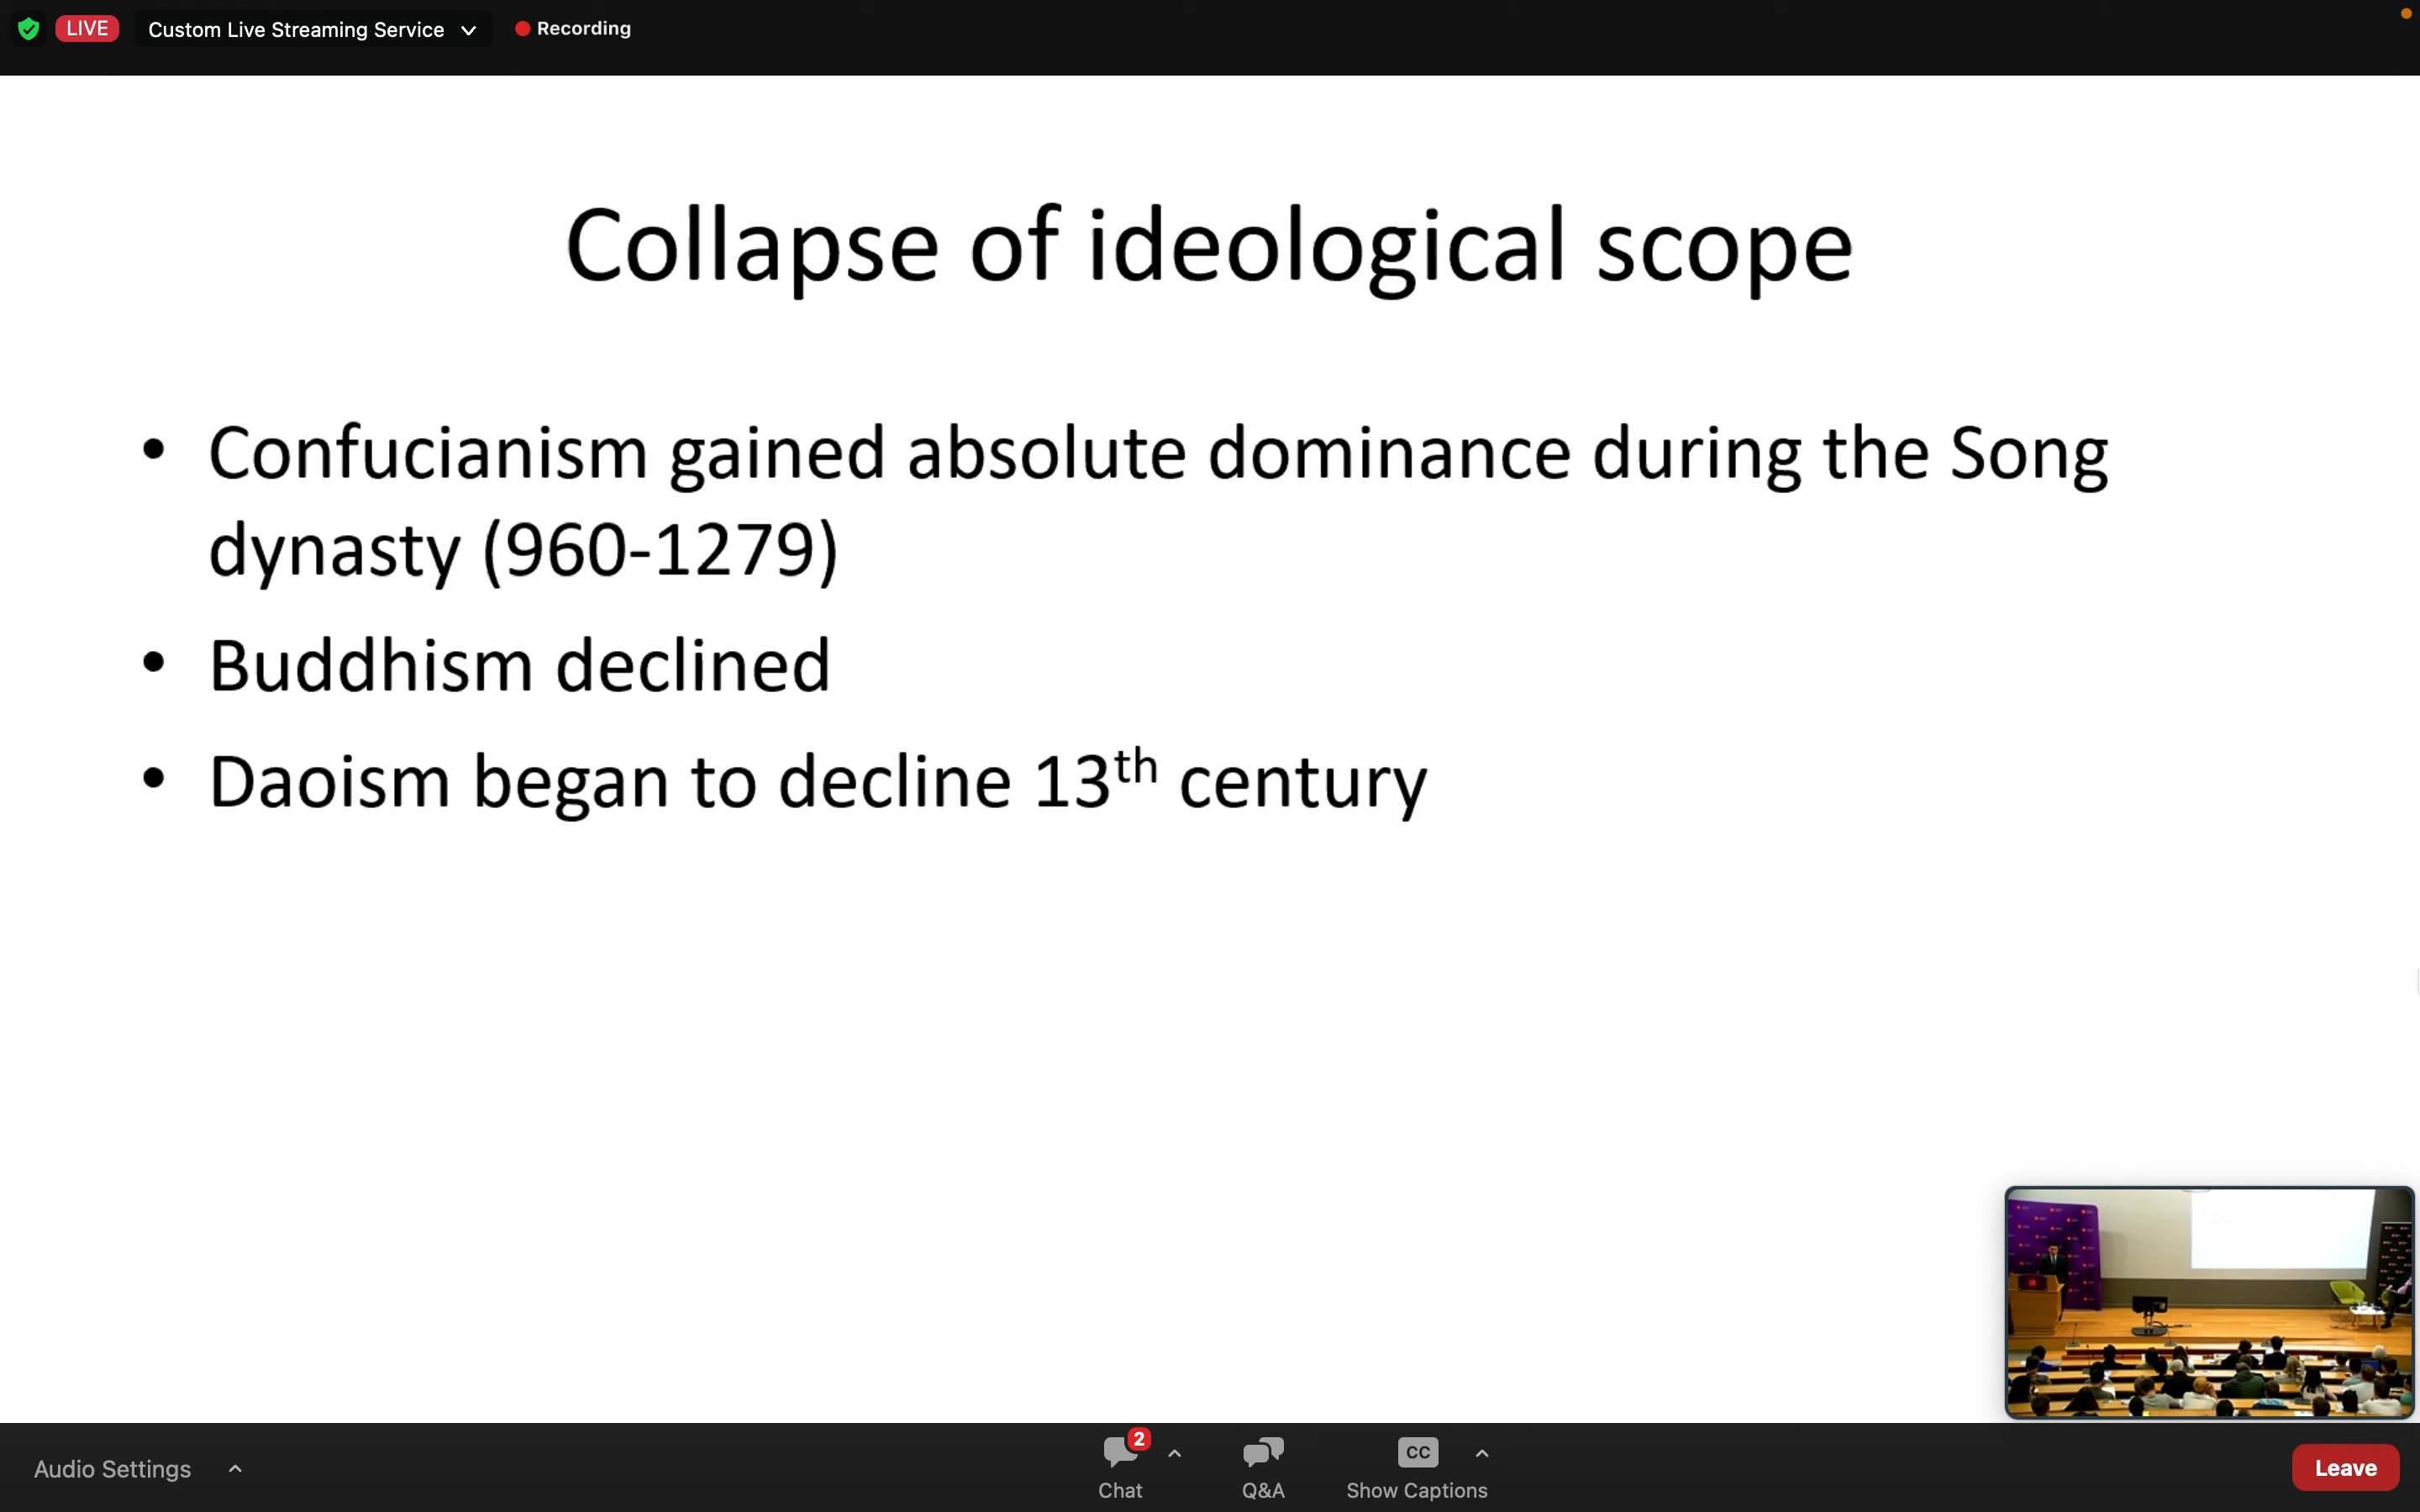 LIVE Custom Live Streaming Service Recording
Collapse of ideological scope
• Confucianism gained absolute dominance during the Song
dynasty (960-1279)
• Buddhism declined
• Daoism began to decline 13th century
Audio Settings
2
CC
Chat Q&A Show Captions
Leave